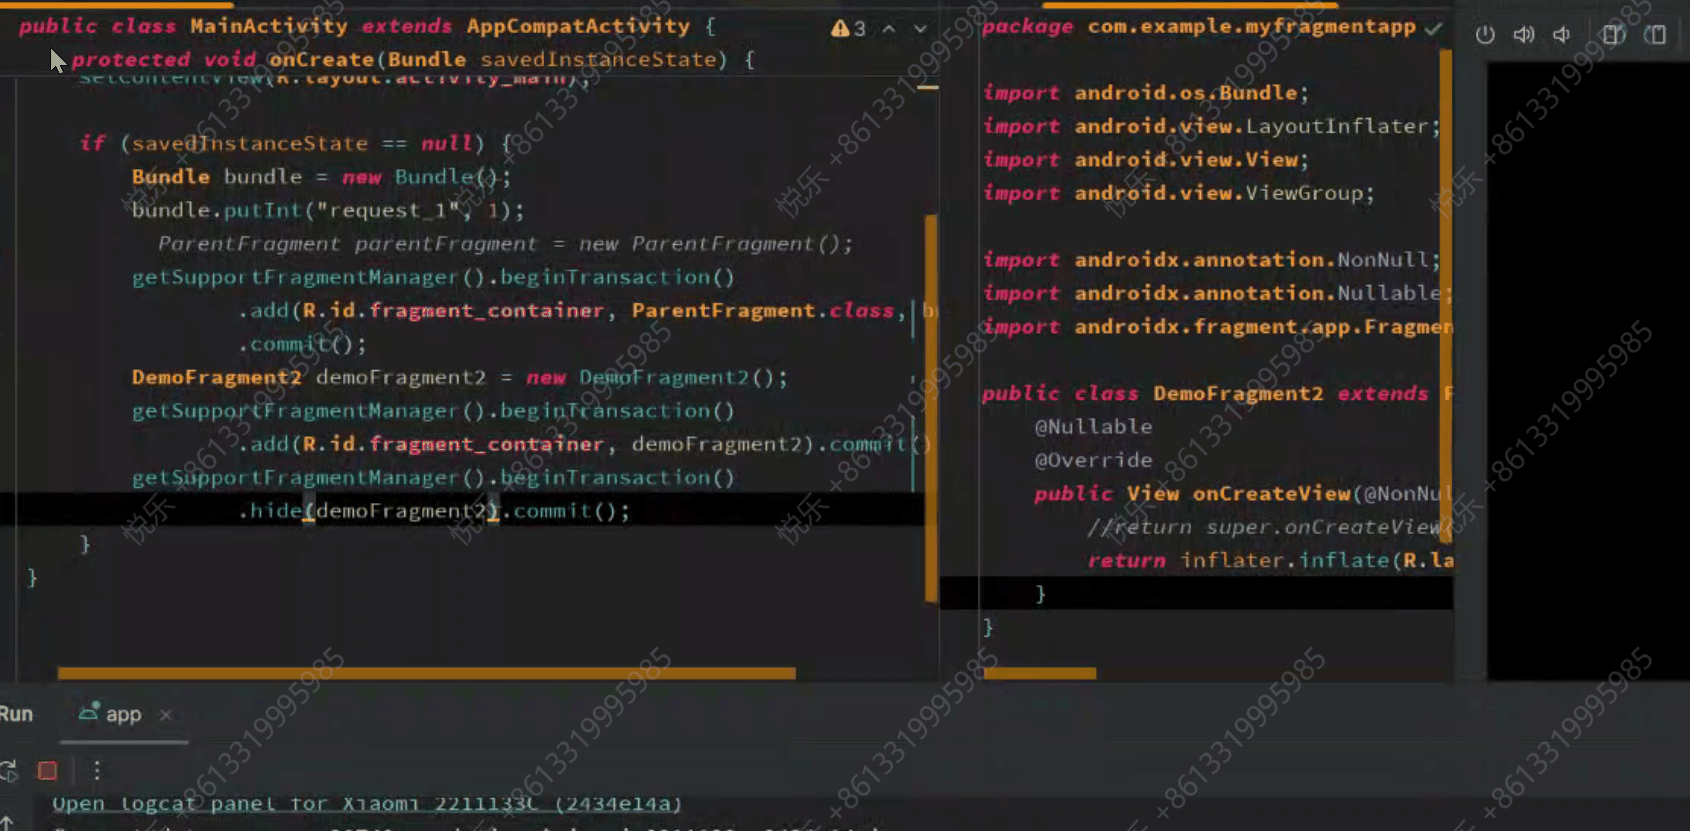 public class MainActivity extends AppCompatActivity {
protected void onCreate(Bundle savedInstanceState) {
setContentView(R.layout.activity_main);
if (savedInstanceState == null) {
Bundle bundle = new Bundle();
bundle.putInt("request_1", 1);
ParentFragment parentFragment = new ParentFragment();
getSupportFragmentManager().beginTransaction()
.add(R.id.fragment_container, ParentFragment.class, b
.commit();
DemoFragment2 demoFragment2 = new DemoFragment2();
getSupportFragmentManager().beginTransaction()
.add(R.id.fragment_container, demoFragment2).commit()
getSupportFragmentManager().beginTransaction()
.hide(demoFragment2).commit();
}
}
3
package com.example.myfragmentapp
import android.os.Bundle;
import android.view.LayoutInflater;
import android.view.View;
import android.view.ViewGroup;
import androidx.annotation.NonNull;
import androidx.annotation.Nullable;
import androidx.fragment.app.Fragmen
public class DemoFragment2 extends F
@Nullable
@Override
public View onCreateView(@NonNul
//return super.onCreateView(
return inflater.inflate(R.la
}
}
Run app
Open logcat panel for Xiaomi 2211133C (2434e14a)
悦乐 +8613319995985